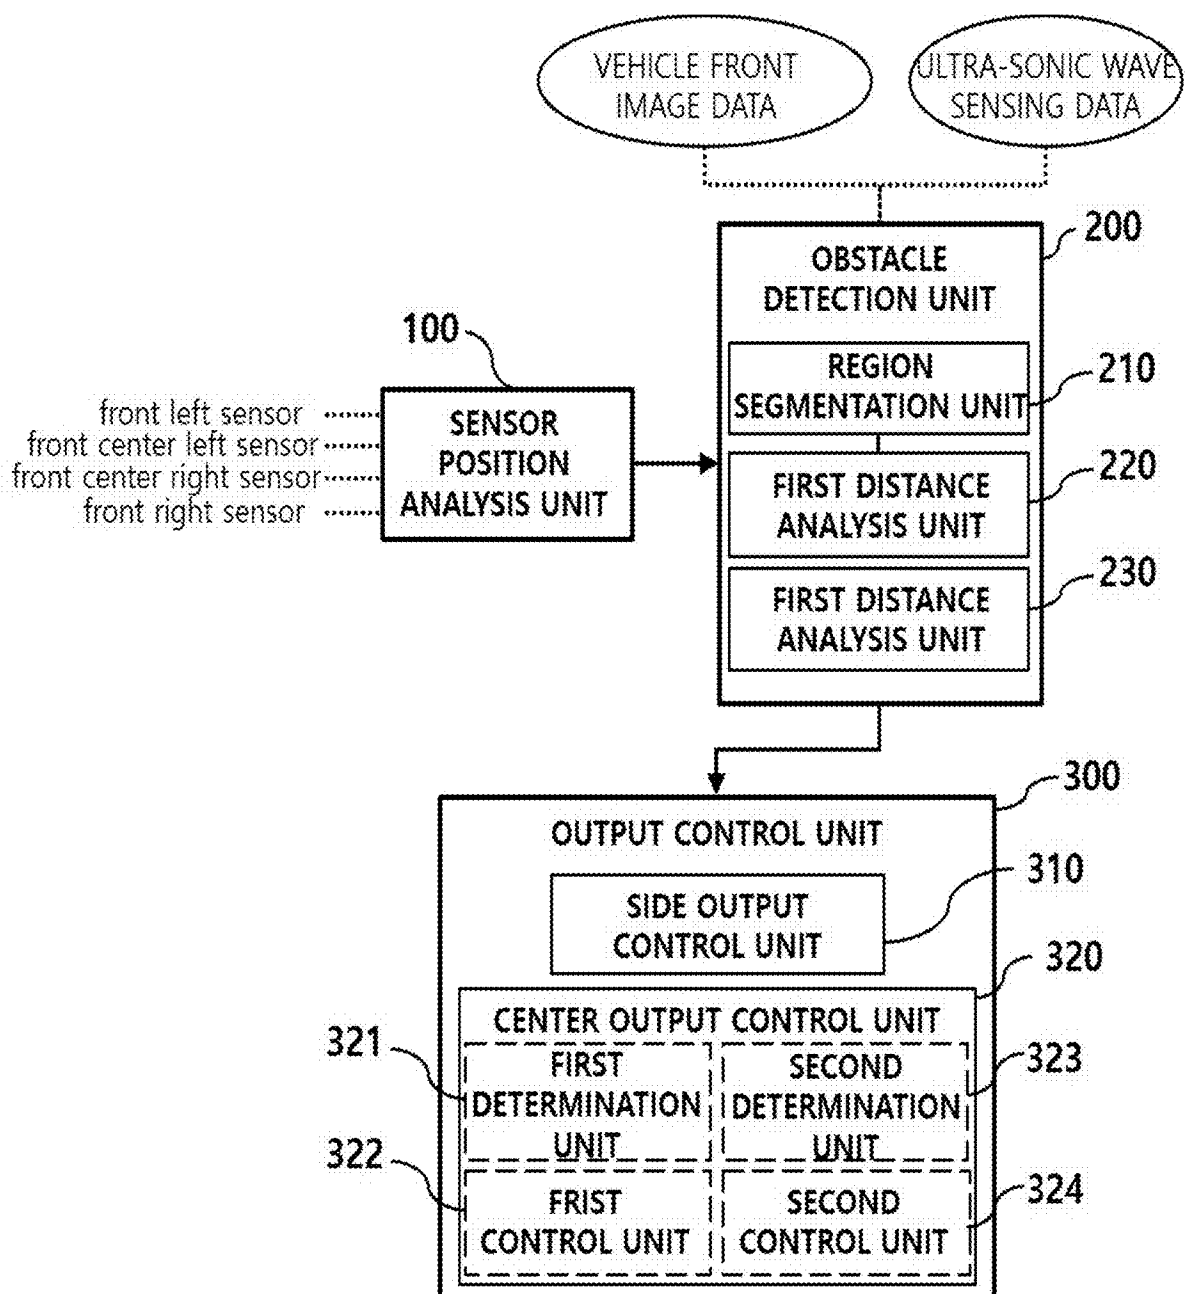 VEHICLE FRONT
IMAGE DATA
ULTRA-SONIC WAVE
SENSING DATA
200
OBSTACLE
DETECTION UNIT
100
REGION
SEGMENTATION UNIT
210
front left sensor
front center left sensor
front center right sensor
front right sensor
SENSOR
POSITION
ANALYSIS UNIT
FIRST DISTANCE
ANALYSIS UNIT
220
FIRST DISTANCE
ANALYSIS UNIT
230
300
OUTPUT CONTROL UNIT
310
SIDE OUTPUT
CONTROL UNIT
320
CENTER OUTPUT CONTROL UNIT
321
FIRST
DETERMINATION
UNIT
SECOND
DETERMINATION
UNIT
323
322
FRIST
CONTROL UNIT
SECOND
CONTROL UNIT
324